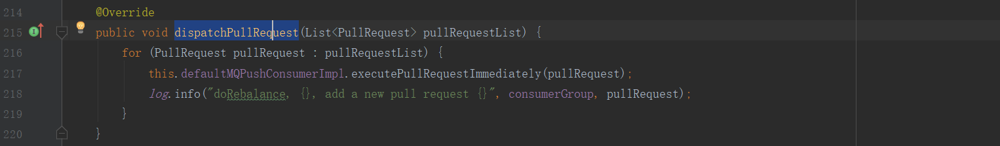 214 @Override
215 public void dispatchPullRequest(List<PullRequest> pullRequestList) {
216 for (PullRequest pullRequest : pullRequestList) {
217 this.defaultMQPushConsumerImpl.executePullRequestImmediately(pullRequest);
218 log.info("doRebalance, {}, add a new pull request {}", consumerGroup, pullRequest);
219 }
220 }